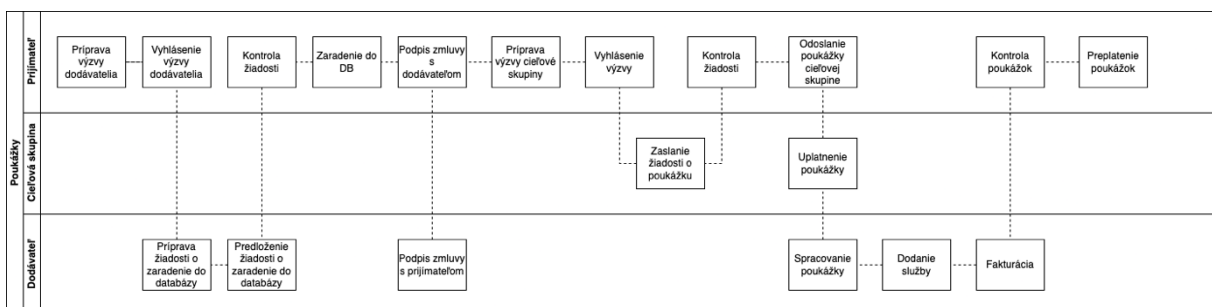 Poukážky
Prijímateľ
Príprava
výzvy
dodávatelia
Vyhlásenie
výzvy
dodávatelia
Kontrola
žiadosti
Zaradenie do
DB
Podpis zmluvy
s
dodávateľom
Príprava
výzvy cieľové
skupiny
Vyhlásenie
výzvy
Kontrola
žiadosti
Odoslanie
poukážky
cieľovej
skupine
Kontrola
poukážok
Preplatenie
poukážok
Cieľová skupina
Zaslanie
žiadosti o
poukážku
Uplatnenie
poukážky
Dodávateľ
Príprava
žiadosti o
zaradenie do
databázy
Predloženie
žiadosti o
zaradenie do
databázy
Podpis zmluvy
s prijímateľom
Spracovanie
poukážky
Dodanie
služby
Fakturácia